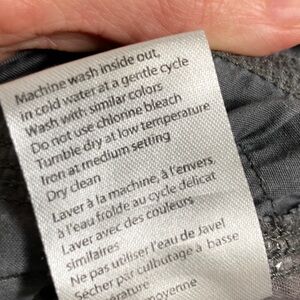 Machine wash inside out,
in cold water at a gentle cycle
Wash with similar colors
Do not use chlorine bleach
Tumble dry at low temperature
Iron at medium setting
Dry clean
Laver à la machine, à l'envers,
à l'eau froide au cycle délicat
Laver avec des couleurs
similaires
Ne pas utiliser l'eau de Javel
Sécher par culbutage à basse
température
moyenne